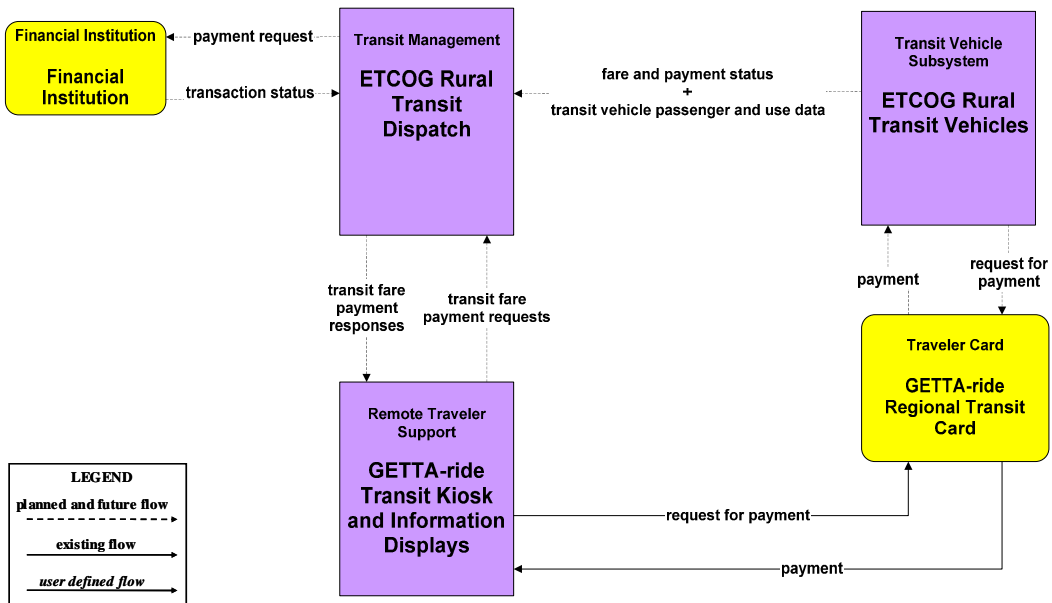 Financial Institution
Financial
Institution
payment request
transaction status
Transit Management
ETCOG Rural
Transit
Dispatch
fare and payment status
+
transit vehicle passenger and use data
Transit Vehicle
Subsystem
ETCOG Rural
Transit Vehicles
transit fare
payment
responses
transit fare
payment requests
payment
request for
payment
Traveler Card
GETTA-ride
Regional Transit
Card
Remote Traveler
Support
GETTA-ride
Transit Kiosk
and Information
Displays
request for payment
payment
LEGEND
planned and future flow
existing flow
user defined flow